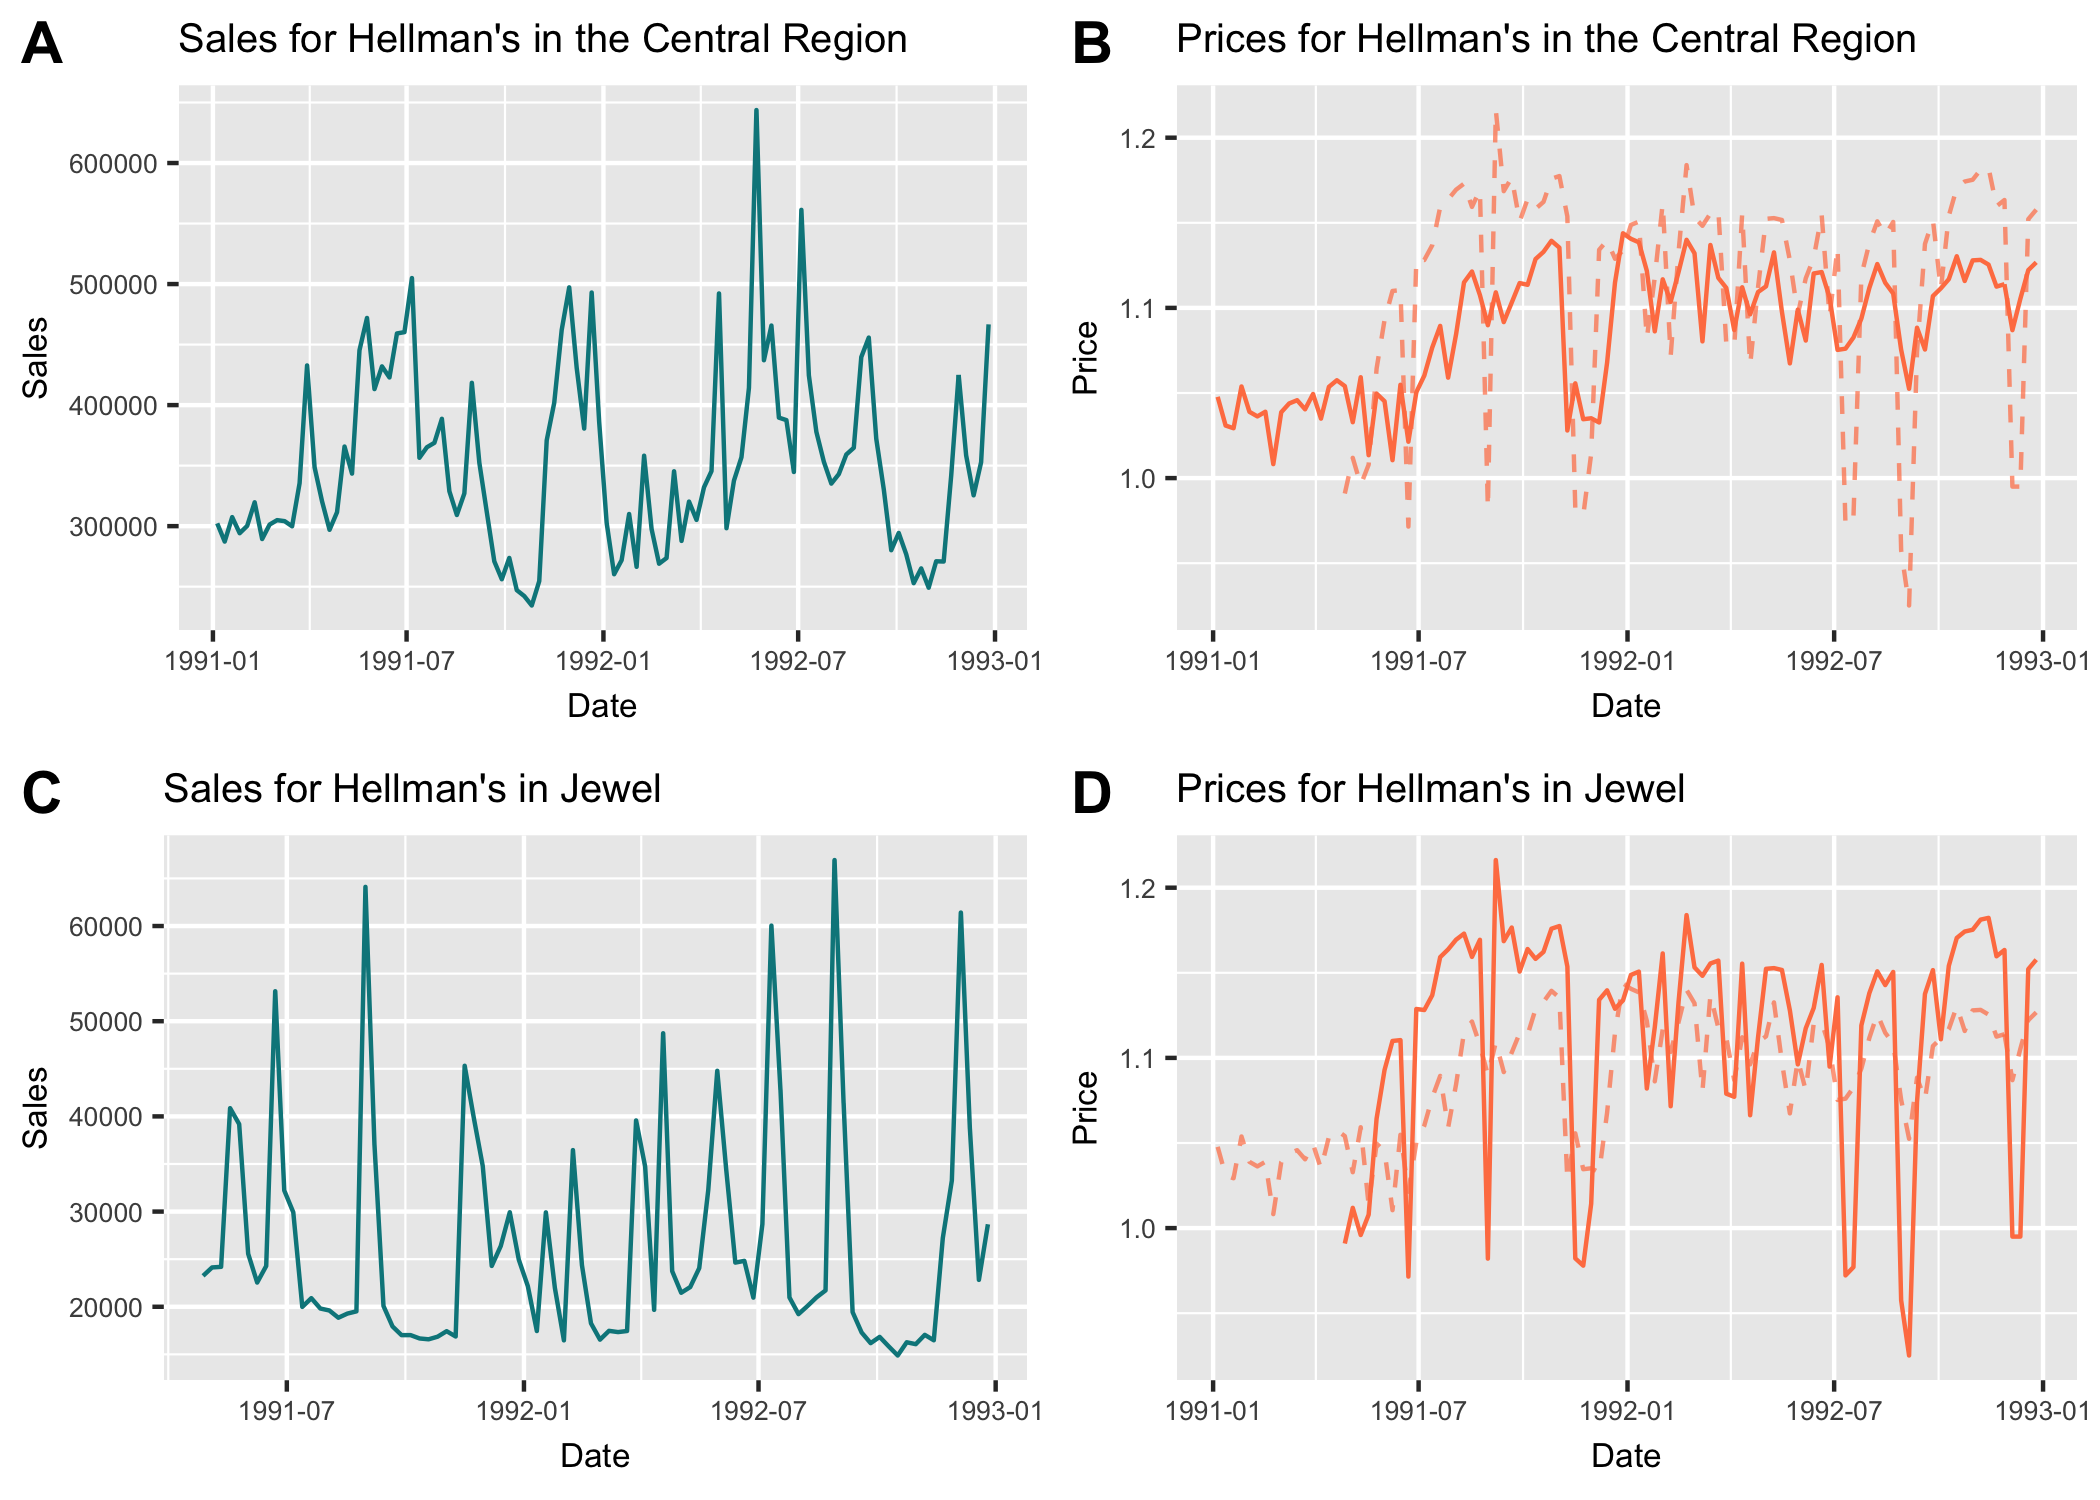 A
Sales for Hellman's in the Central Region
Sales
600000
500000
400000
300000
1991-01 1991-07 1992-01 1992-07 1993-01
Date
B
Prices for Hellman's in the Central Region
Price
1.2
1.1
1.0
1991-01 1991-07 1992-01 1992-07 1993-01
Date
C
Sales for Hellman's in Jewel
Sales
60000
50000
40000
30000
20000
1991-07 1992-01 1992-07 1993-01
Date
D
Prices for Hellman's in Jewel
Price
1.2
1.1
1.0
1991-01 1991-07 1992-01 1992-07 1993-01
Date